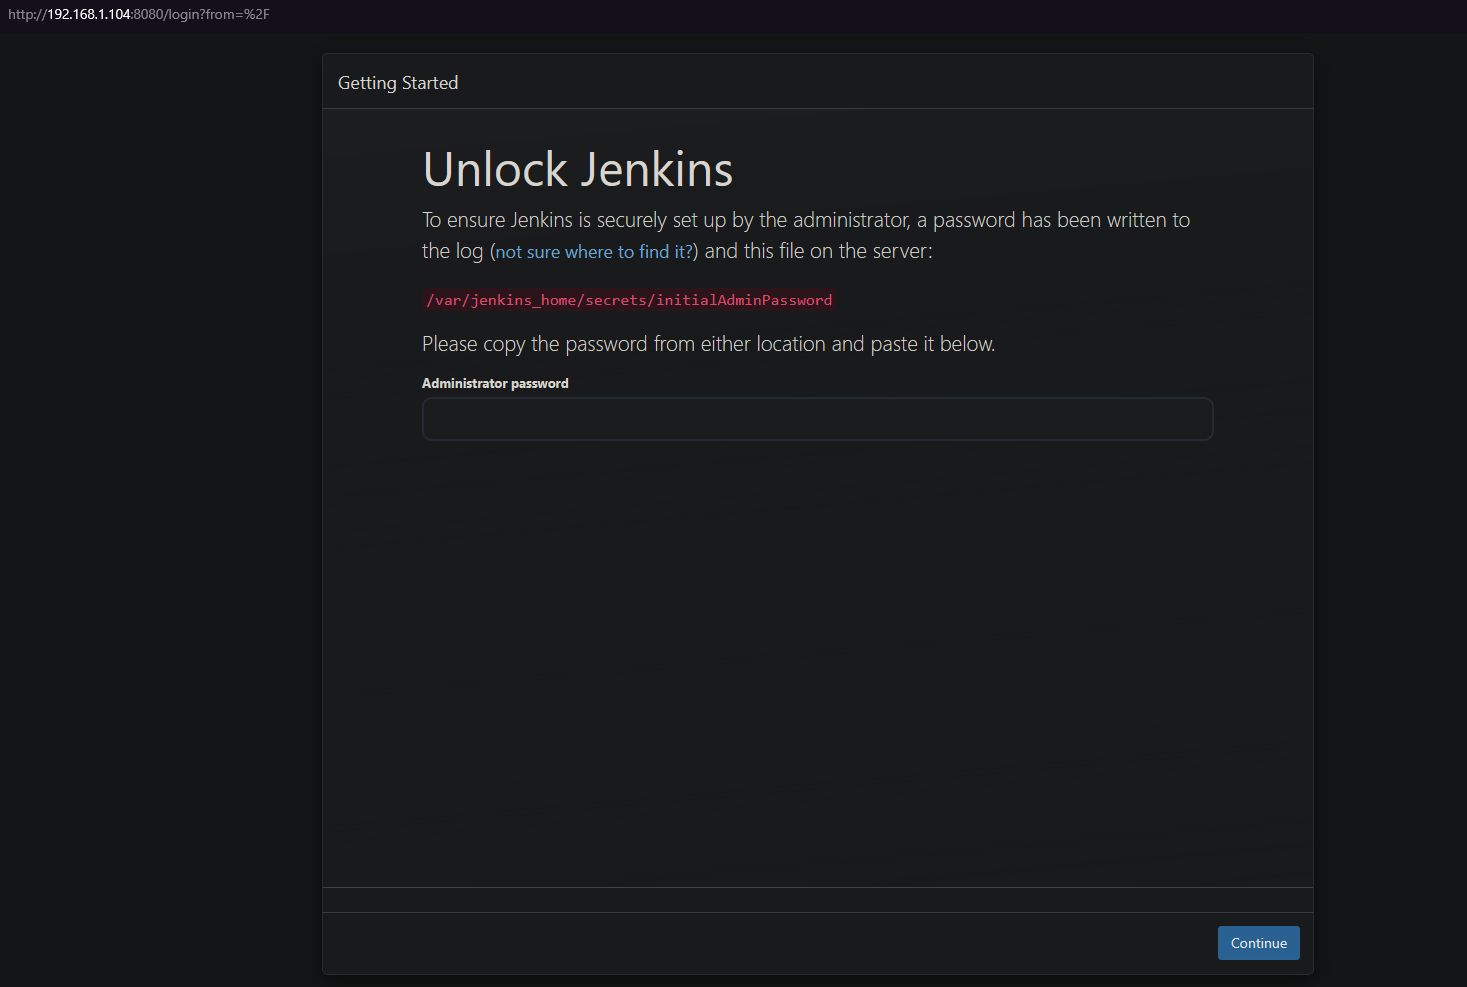 http://192.168.1.104:8080/login?from=%2F
Getting Started
Unlock Jenkins
To ensure Jenkins is securely set up by the administrator, a password has been written to
the log (not sure where to find it?) and this file on the server:
/var/jenkins_home/secrets/initialAdminPassword
Please copy the password from either location and paste it below.
Administrator password
Continue